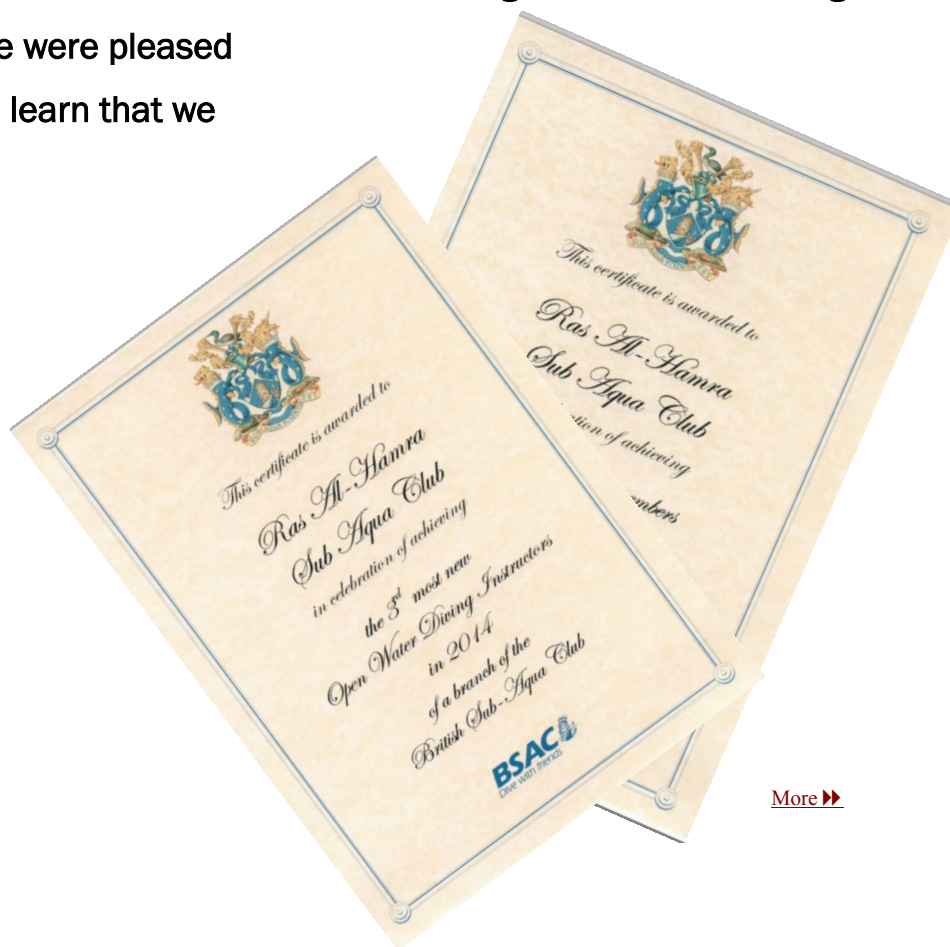 e were pleased
learn that we
This certificate is awarded to
Ras Al-Hamra
Sub Aqua Club
in celebration of achieving
the 3rd most new
Open Water Diving Instructors
in 2014
of a branch of the
British Sub-Aqua Club
BSAC
Dive with friends
This certificate is awarded to
Ras Al-Hamra
Sub Aqua Club
tion of achieving
embers
More